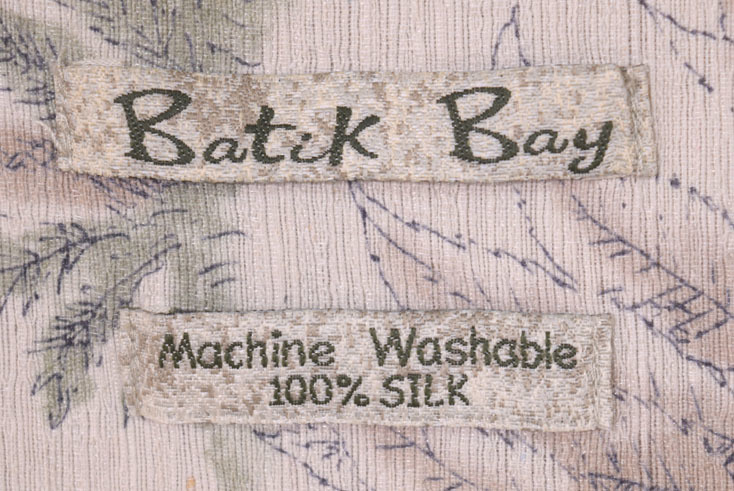 Batik Bay
Machine Washable
100% SILK